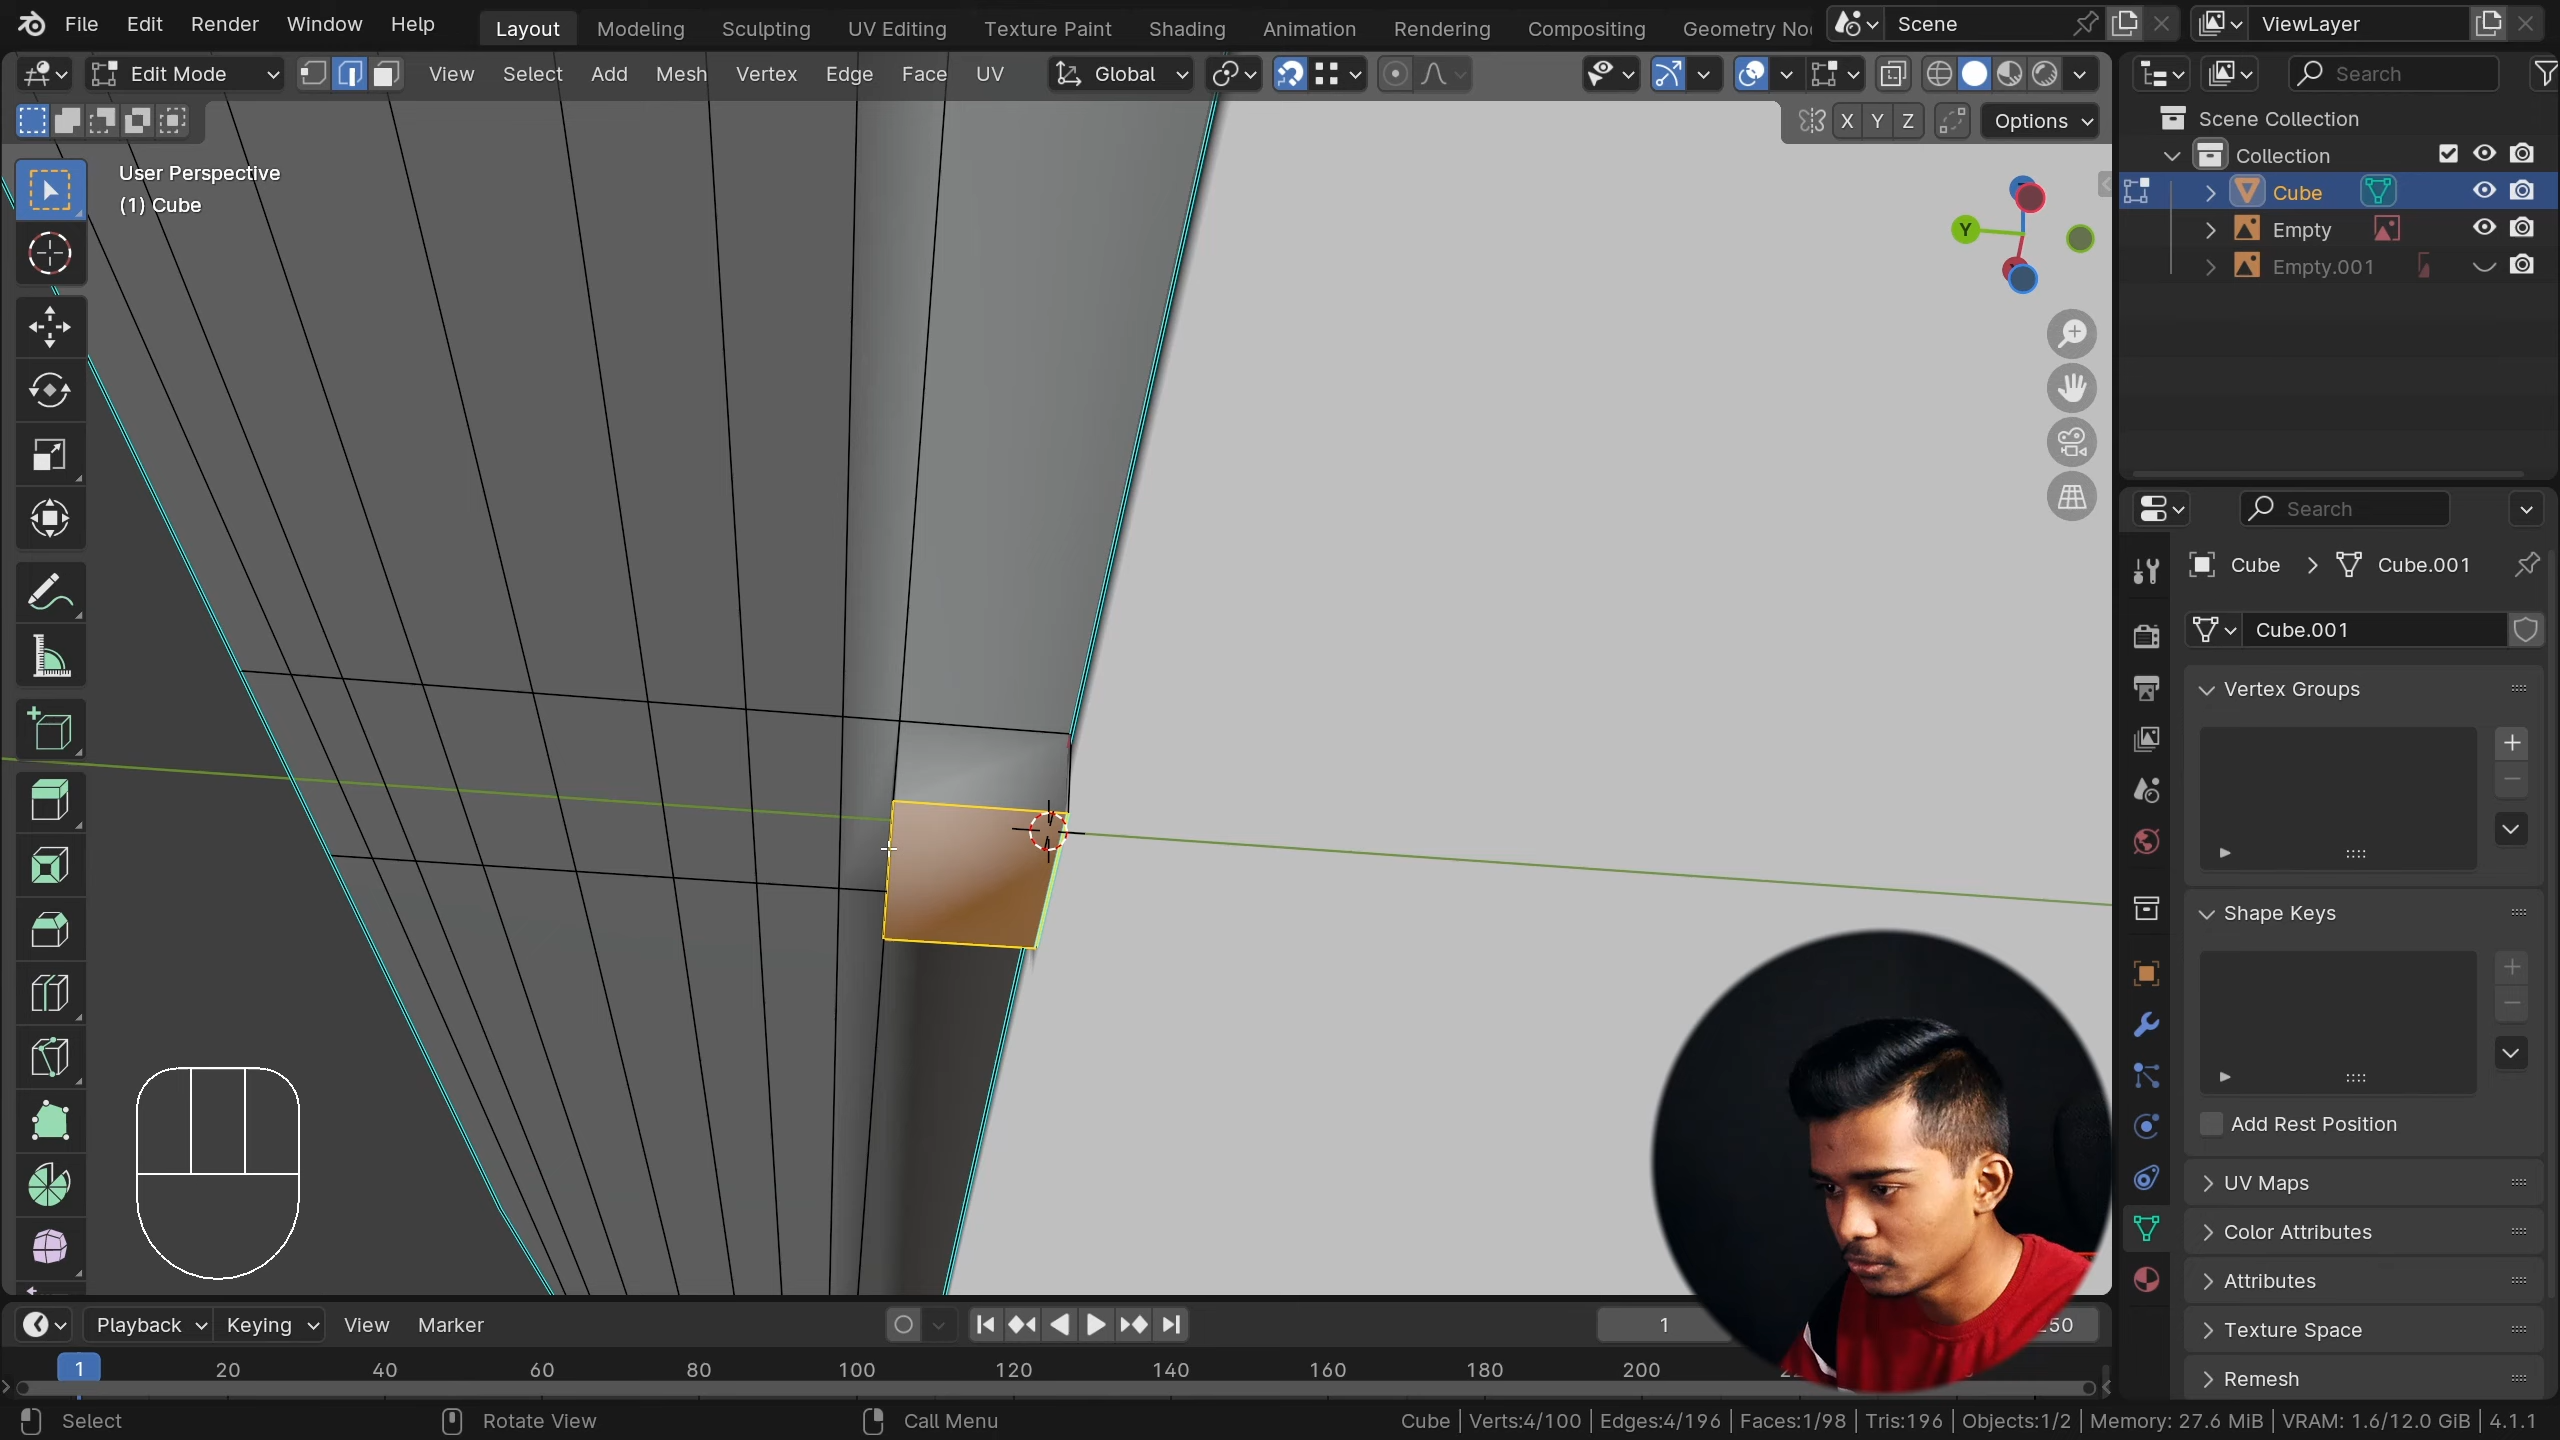 File Edit Render Window Help Layout Modeling Sculpting UV Editing Texture Paint Shading Animation Rendering Compositing Geometry No Scene ViewLayer
Edit Mode View Select Add Mesh Vertex Edge Face UV Global Search
X Y Z Options
User Perspective
(1) Cube
Y
Scene Collection
Collection
Cube
Empty
Empty.001
Search
Cube Cube.001
Cube.001
Vertex Groups
Shape Keys
Add Rest Position
UV Maps
Color Attributes
Attributes
Texture Space
Remesh
Playback Keying View Marker 1 50
1 20 40 60 80 100 120 140 160 180 200
Select Rotate View Call Menu Cube | Verts:4/100 | Edges:4/196 | Faces:1/98 | Tris:196 | Objects:1/2 | Memory: 27.6 MiB | VRAM: 1.6/12.0 GiB | 4.1.1